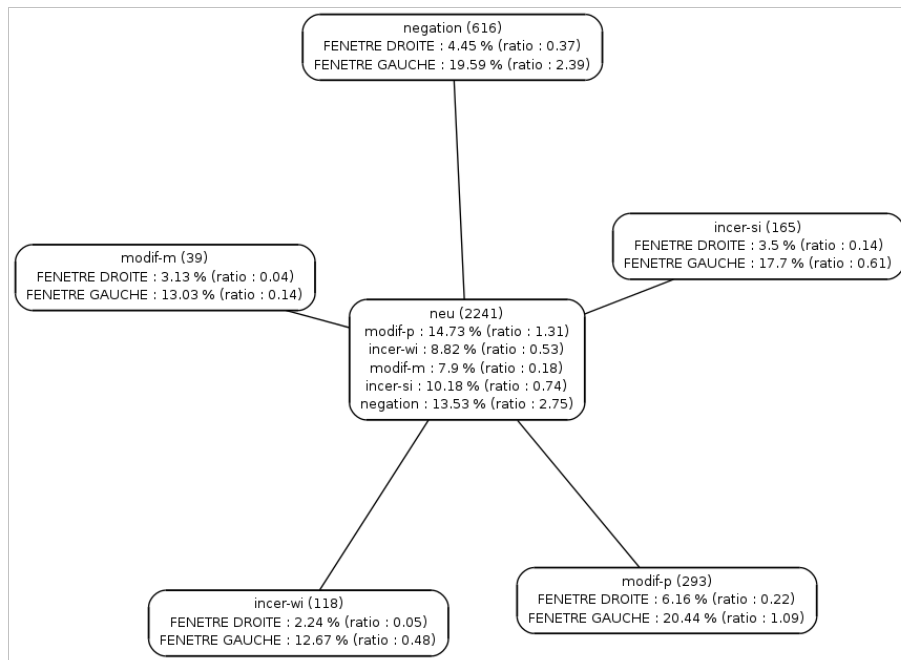 negation (616)
FENETRE DROITE : 4.45 % (ratio : 0.37)
FENETRE GAUCHE : 19.59 % (ratio : 2.39)
incer-si (165)
FENETRE DROITE : 3.5 % (ratio : 0.14)
FENETRE GAUCHE : 17.7 % (ratio : 0.61)
modif-m (39)
FENETRE DROITE : 3.13 % (ratio : 0.04)
FENETRE GAUCHE : 13.03 % (ratio : 0.14)
neu (2241)
modif-p : 14.73 % (ratio : 1.31)
incer-wi : 8.82 % (ratio : 0.53)
modif-m : 7.9 % (ratio : 0.18)
incer-si : 10.18 % (ratio : 0.74)
negation : 13.53 % (ratio : 2.75)
incer-wi (118)
FENETRE DROITE : 2.24 % (ratio : 0.05)
FENETRE GAUCHE : 12.67 % (ratio : 0.48)
modif-p (293)
FENETRE DROITE : 6.16 % (ratio : 0.22)
FENETRE GAUCHE : 20.44 % (ratio : 1.09)